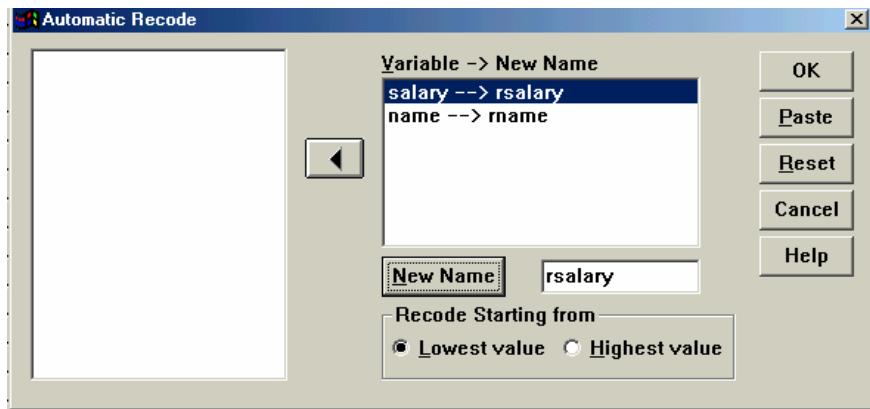 Automatic Recode
Variable -> New Name
salary --> rsalary
name --> rname
New Name
rsalary
Recode Starting from
Lowest value
Highest value
OK
Paste
Reset
Cancel
Help